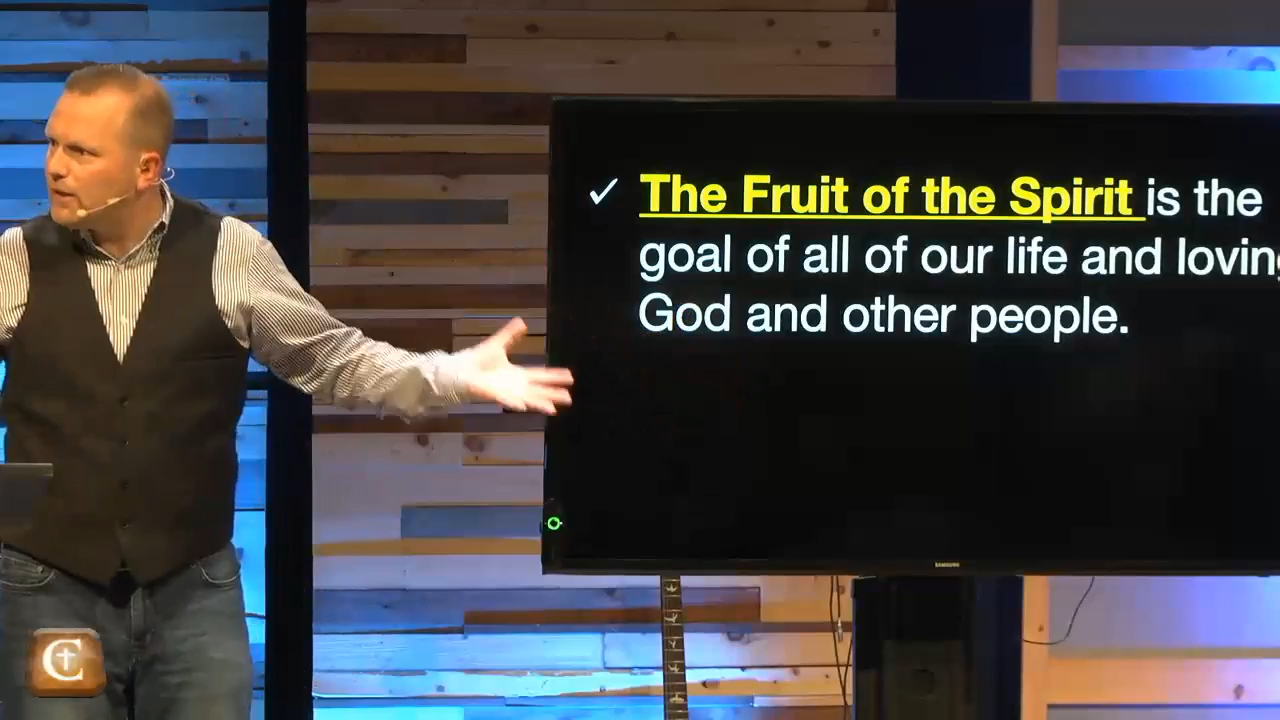 ✓ The Fruit of the Spirit is the
goal of all of our life and lovin
God and other people.
SAMSUNG
C